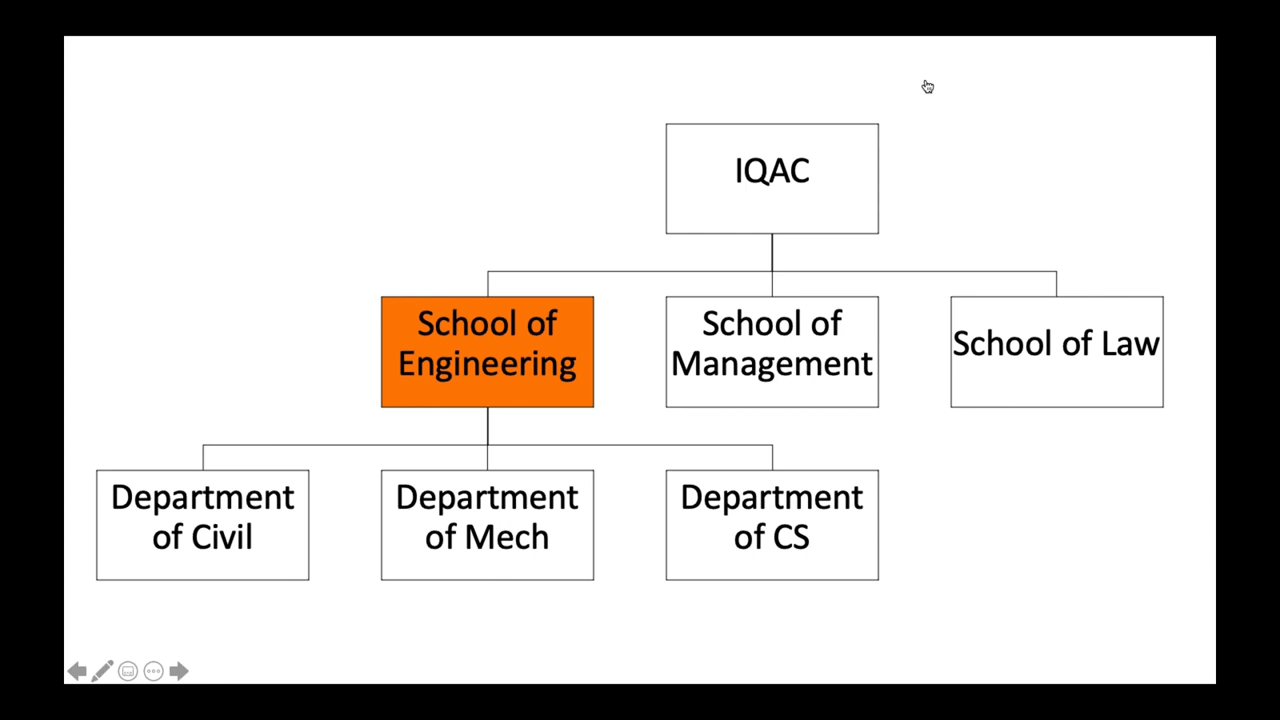 IQAC
School of
Engineering
School of
Management
School of Law
Department
of Civil
Department
of Mech
Department
of CS